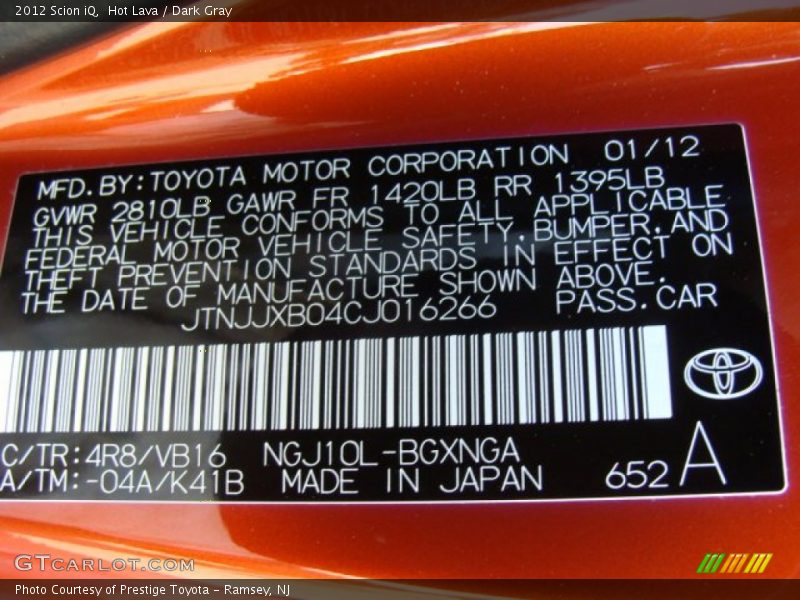 2012 Scion iQ,  Hot Lava / Dark Gray
MFD.BY:TOYOTA MOTOR CORPORATION 01/12
GVWR 2810LB GAWR FR 1420LB RR 1395LB
THIS VEHICLE CONFORMS TO ALL APPLICABLE
FEDERAL MOTOR VEHICLE SAFETY,BUMPER,AND
THEFT PREVENTION STANDARDS IN EFFECT ON
THE DATE OF MANUFACTURE SHOWN ABOVE.
JTNJJXB04CJ016266 PASS.CAR
C/TR:4R8/VB16 NGJ10L-BGXNGA
A/TM:-04A/K41B MADE IN JAPAN 652 A
GTCARLOT.COM
Photo Courtesy of Prestige Toyota - Ramsey, NJ